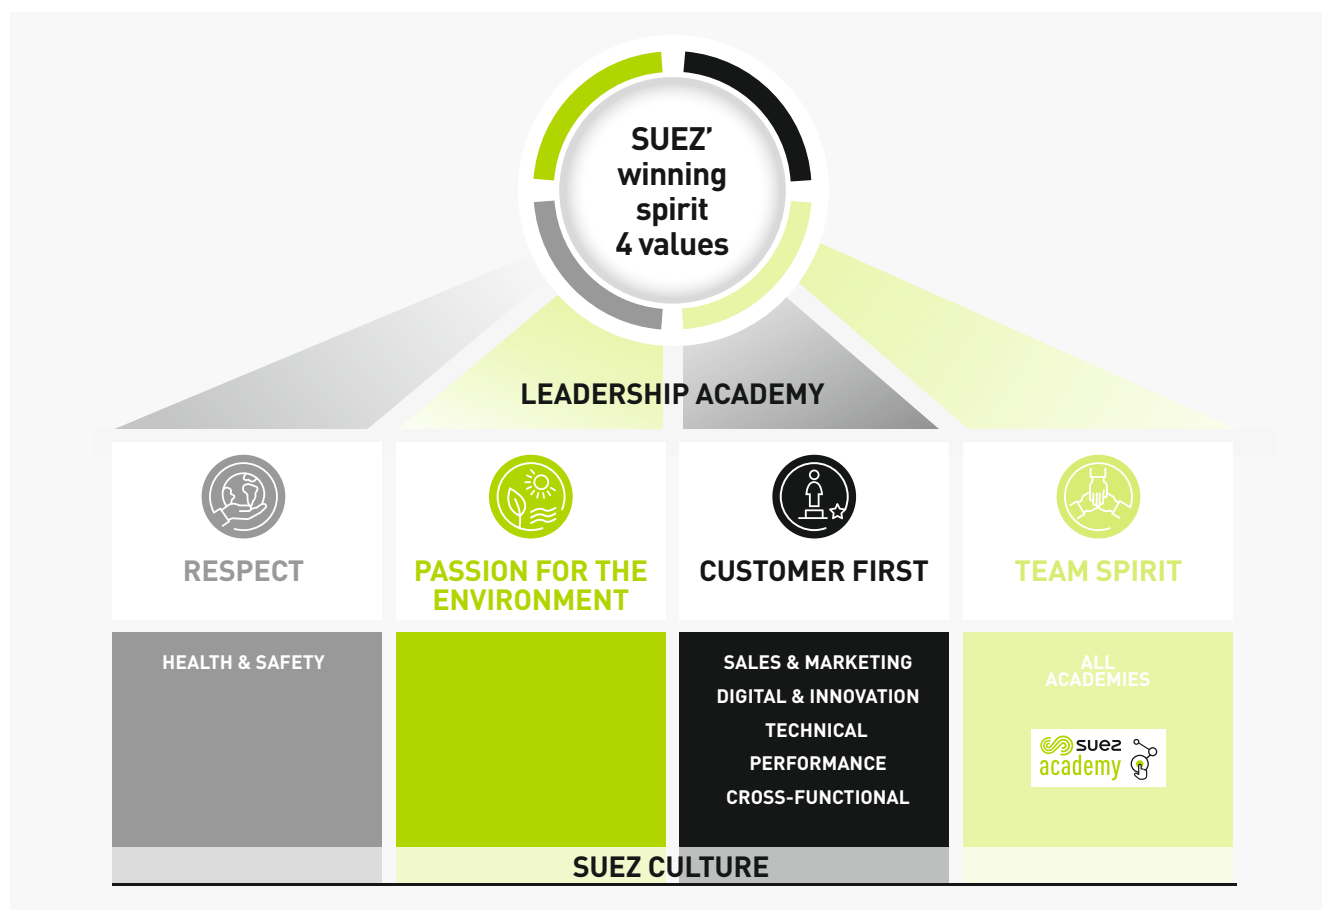 SUEZ’
winning
spirit
4 values
LEADERSHIP ACADEMY
RESPECT
PASSION FOR THE
ENVIRONMENT
CUSTOMER FIRST
TEAM SPIRIT
HEALTH & SAFETY
SALES & MARKETING
DIGITAL & INNOVATION
TECHNICAL
PERFORMANCE
CROSS-FUNCTIONAL
ALL
ACADEMIES
suez
academy
SUEZ CULTURE